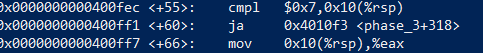 0x0000000000400fec <+55>: cmpl $0x7,0x10(%rsp)
0x0000000000400ff1 <+60>: ja 0x4010f3 <phase_3+318>
0x0000000000400ff7 <+66>: mov 0x10(%rsp),%eax